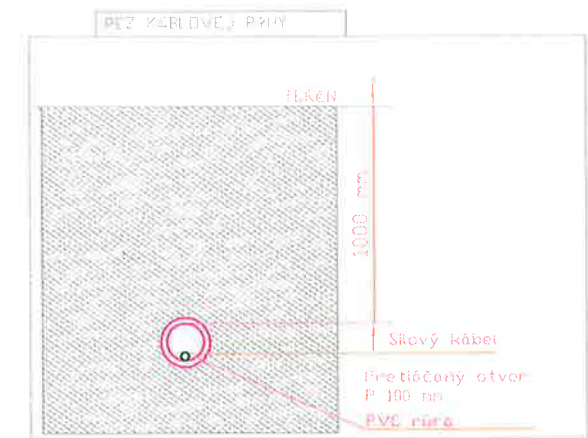 REZ KÁBLOVEJ RÝHY
TERÉN
1000 mm
Silový kábel
Pretláčaný otvor
P 100 mm
PVC rúra